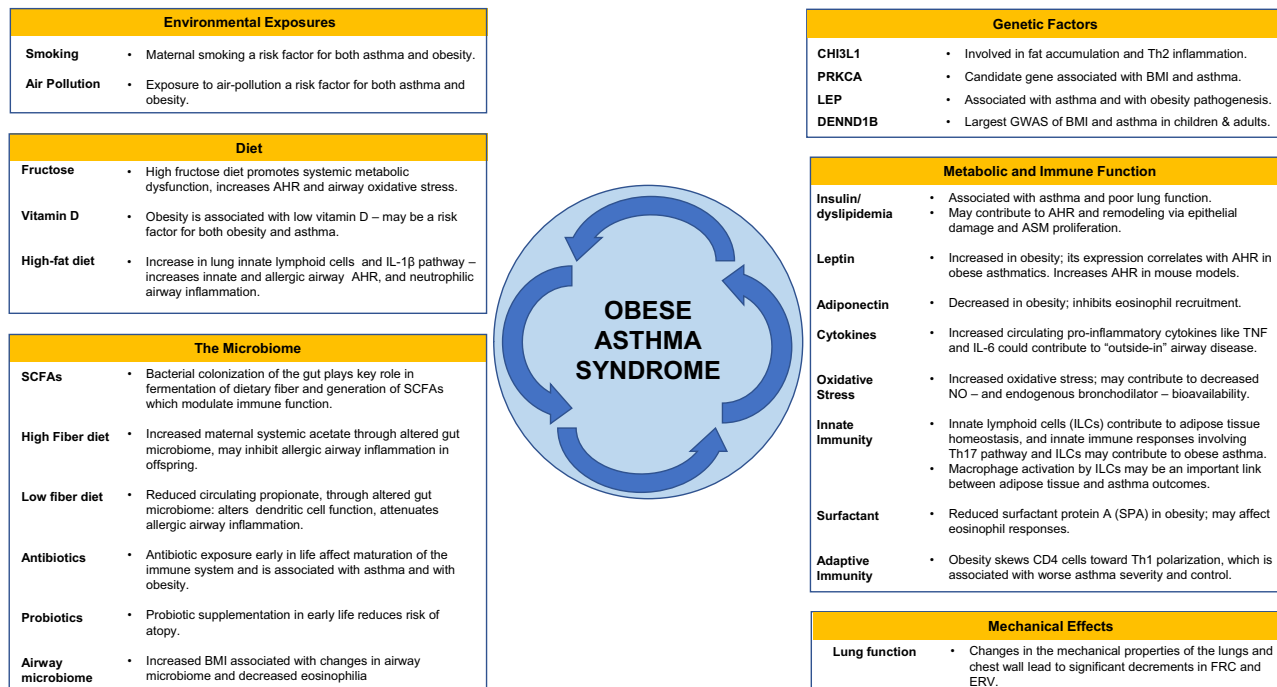 Environmental Exposures
Smoking • Maternal smoking a risk factor for both asthma and obesity.
Air Pollution • Exposure to air-pollution a risk factor for both asthma and
obesity.
Diet
Fructose • High fructose diet promotes systemic metabolic
dysfunction, increases AHR and airway oxidative stress.
Vitamin D • Obesity is associated with low vitamin D – may be a risk
factor for both obesity and asthma.
High-fat diet • Increase in lung innate lymphoid cells and IL-1β pathway –
increases innate and allergic airway AHR, and neutrophilic
airway inflammation.
The Microbiome
SCFAs • Bacterial colonization of the gut plays key role in
fermentation of dietary fiber and generation of SCFAs
which modulate immune function.
High Fiber diet • Increased maternal systemic acetate through altered gut
microbiome, may inhibit allergic airway inflammation in
offspring.
Low fiber diet • Reduced circulating propionate, through altered gut
microbiome: alters dendritic cell function, attenuates
allergic airway inflammation.
Antibiotics • Antibiotic exposure early in life affect maturation of the
immune system and is associated with asthma and with
obesity.
Probiotics • Probiotic supplementation in early life reduces risk of
atopy.
Airway • Increased BMI associated with changes in airway
microbiome microbiome and decreased eosinophilia
OBESE
ASTHMA
SYNDROME
Genetic Factors
CHI3L1 • Involved in fat accumulation and Th2 inflammation.
PRKCA • Candidate gene associated with BMI and asthma.
LEP • Associated with asthma and with obesity pathogenesis.
DENND1B • Largest GWAS of BMI and asthma in children & adults.
Metabolic and Immune Function
Insulin/ • Associated with asthma and poor lung function.
dyslipidemia • May contribute to AHR and remodeling via epithelial
damage and ASM proliferation.
Leptin • Increased in obesity; its expression correlates with AHR in
obese asthmatics. Increases AHR in mouse models.
Adiponectin • Decreased in obesity; inhibits eosinophil recruitment.
Cytokines • Increased circulating pro-inflammatory cytokines like TNF
and IL-6 could contribute to “outside-in” airway disease.
Oxidative • Increased oxidative stress; may contribute to decreased
Stress NO – and endogenous bronchodilator – bioavailability.
Innate • Innate lymphoid cells (ILCs) contribute to adipose tissue
Immunity homeostasis, and innate immune responses involving
Th17 pathway and ILCs may contribute to obese asthma.
• Macrophage activation by ILCs may be an important link
between adipose tissue and asthma outcomes.
Surfactant • Reduced surfactant protein A (SPA) in obesity; may affect
eosinophil responses.
Adaptive • Obesity skews CD4 cells toward Th1 polarization, which is
Immunity associated with worse asthma severity and control.
Mechanical Effects
Lung function • Changes in the mechanical properties of the lungs and
chest wall lead to significant decrements in FRC and
ERV.